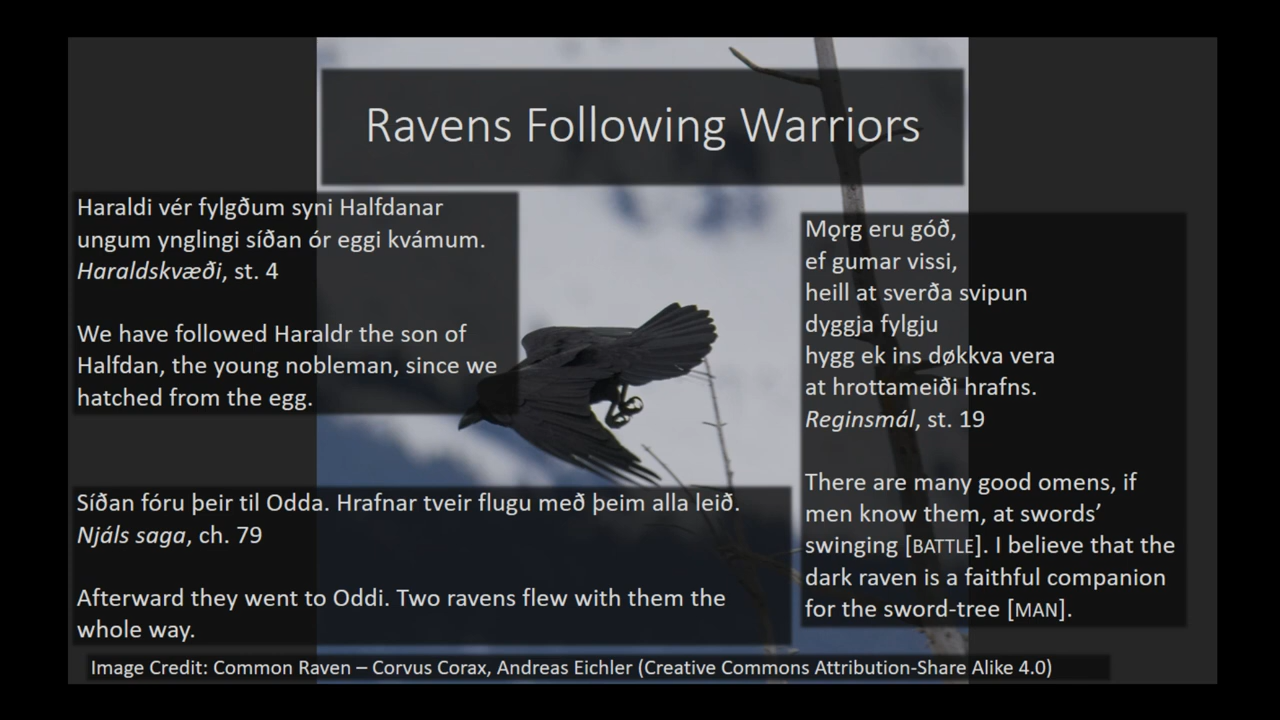 Ravens Following Warriors
Haraldi vér fylgðum syni Halfdanar
ungum ynglingi síðan ór eggi kvámum.
Haraldskvæði, st. 4
We have followed Haraldr the son of
Halfdan, the young nobleman, since we
hatched from the egg.
Síðan fóru þeir til Odda. Hrafnar tveir flugu með þeim alla leið.
Njáls saga, ch. 79
Afterward they went to Oddi. Two ravens flew with them the
whole way.
Mǫrg eru góð,
ef gumar vissi,
heill at sverða svipun
dyggja fylgju
hygg ek ins døkkva vera
at hrottameiði hrafns.
Reginsmál, st. 19
There are many good omens, if
men know them, at swords’
swinging [BATTLE]. I believe that the
dark raven is a faithful companion
for the sword-tree [MAN].
Image Credit: Common Raven – Corvus Corax, Andreas Eichler (Creative Commons Attribution-Share Alike 4.0)